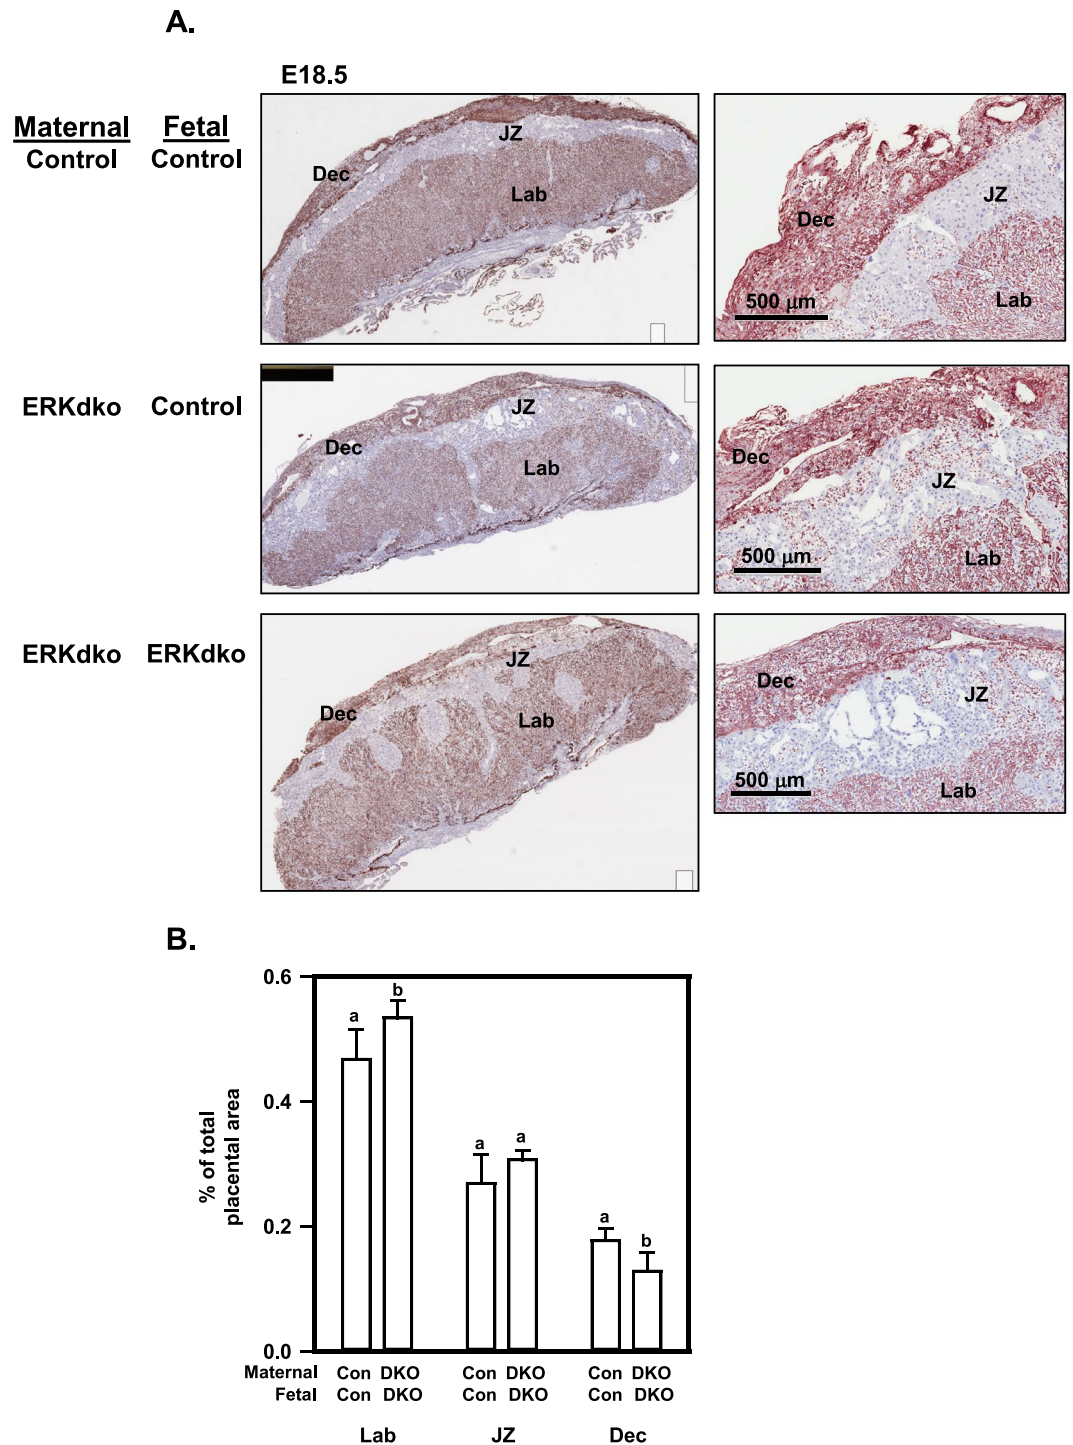 A.
E18.5
Maternal Fetal
Control Control
Dec
JZ
Lab
Dec
JZ
Lab
500 µm
ERKdko Control
Dec
JZ
Lab
Dec
JZ
Lab
500 µm
ERKdko ERKdko
Dec
JZ
Lab
Dec
JZ
Lab
500 µm
B.
% of total
placental area
0.6
0.4
0.2
0.0
a b
a a
a b
Maternal Con DKO Con DKO Con DKO
Fetal Con DKO Con DKO Con DKO
Lab JZ Dec